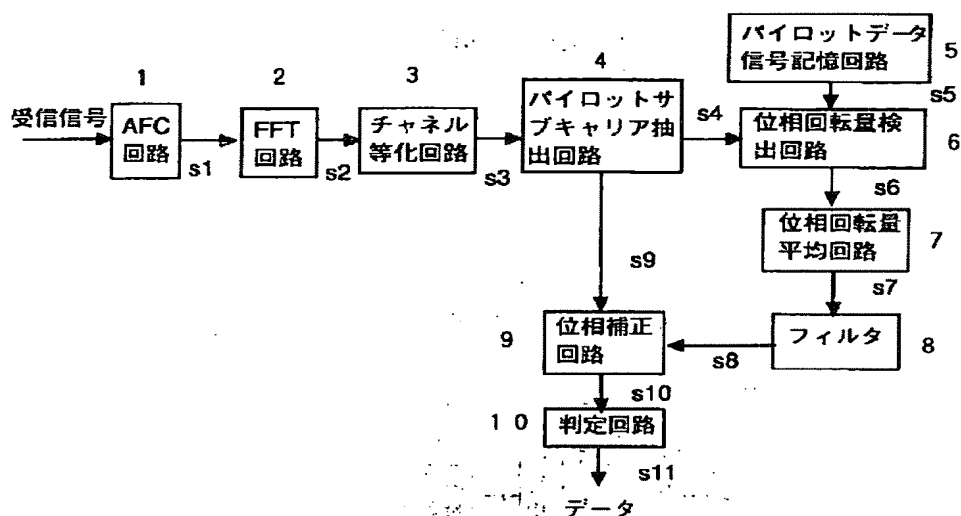 パイロットデータ
信号記憶回路
5
1
2
3
4
s5
受信信号
AFC
回路
s1
FFT
回路
s2
チャネル
等化回路
s3
パイロットサ
ブキャリア抽
出回路
s4
位相回転量検
出回路
6
s6
位相回転量
平均回路
7
s7
s9
9
位相補正
回路
s8
フィルタ
8
s10
10
判定回路
s11
データ